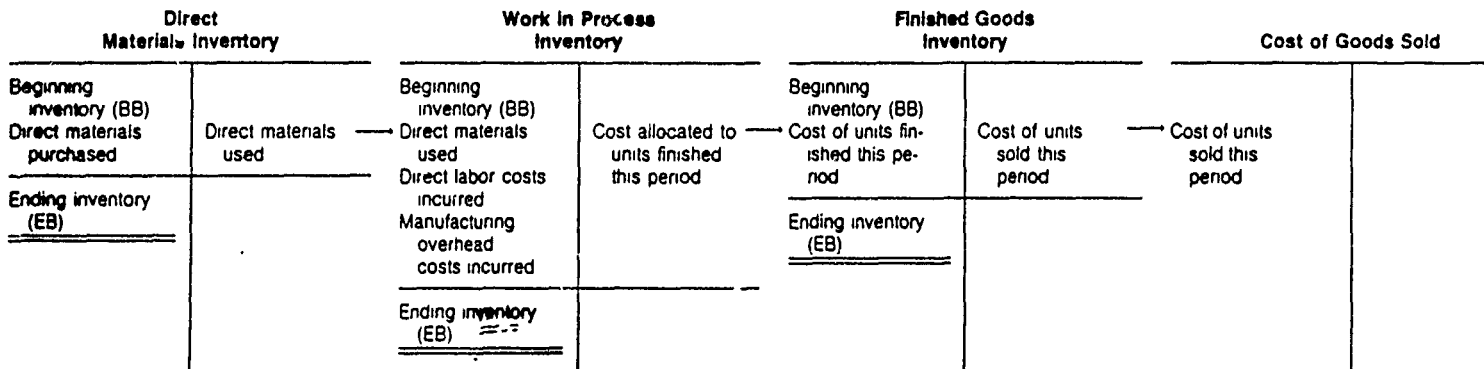 Direct
Materials Inventory
Beginning
inventory (BB)
Direct materials
purchased
Direct materials
used
Ending inventory
(EB)
Work in Process
Inventory
Beginning
inventory (BB)
Direct materials
used
Direct labor costs
incurred
Manufacturing
overhead
costs incurred
Cost allocated to
units finished
this period
Ending inventory
(EB)
Finished Goods
Inventory
Beginning
inventory (BB)
Cost of units fin-
ished this pe-
riod
Cost of units
sold this
period
Ending inventory
(EB)
Cost of Goods Sold
Cost of units
sold this
period